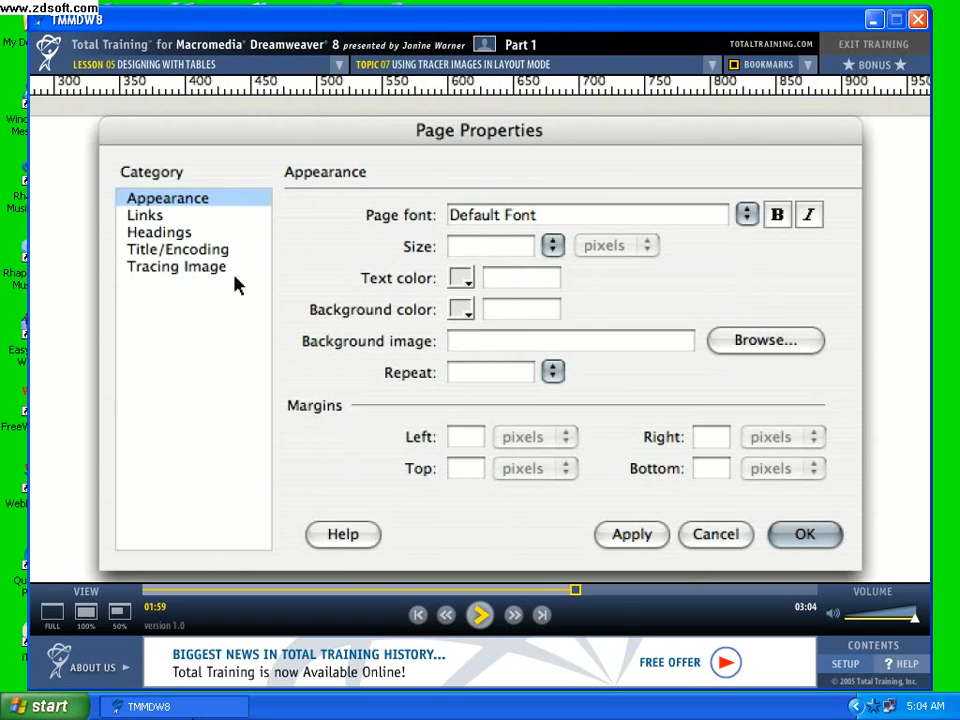 www.zdsoft.com
TMMDW8
Total Training™ for Macromedia® Dreamweaver® 8 presented by Janine Warner Part 1
TOTALTRAINING.COM EXIT TRAINING
LESSON 05 DESIGNING WITH TABLES
TOPIC 07 USING TRACER IMAGES IN LAYOUT MODE
BOOKMARKS
BONUS
300 350 400 450 500 550 600 650 700 750 800 850 900
Page Properties
Category
Appearance
Links
Headings
Title/Encoding
Tracing Image
Appearance
Page font: Default Font B I
Size: pixels
Text color:
Background color:
Background image: Browse...
Repeat:
Margins
Left: pixels Right: pixels
Top: pixels Bottom: pixels
Help Apply Cancel OK
VIEW
FULL 100% 50%
01:59
version 1.0
03:04
VOLUME
ABOUT US
BIGGEST NEWS IN TOTAL TRAINING HISTORY...
Total Training is now Available Online!
FREE OFFER
CONTENTS
SETUP ? HELP
© 2005 Total Training, Inc.
start TMMDW8 5:04 AM